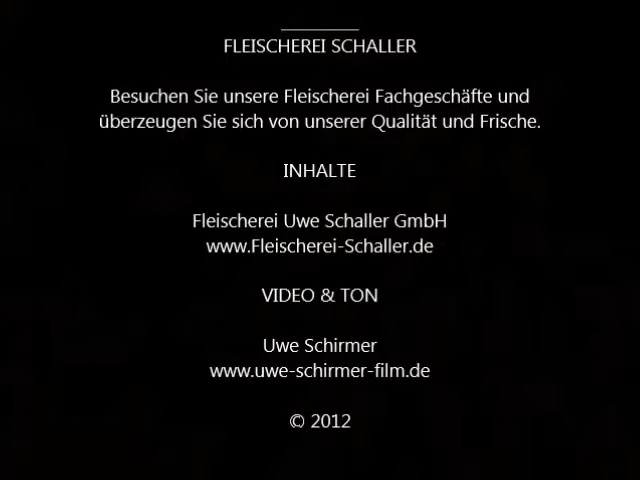 FLEISCHEREI SCHALLER
Besuchen Sie unsere Fleischerei Fachgeschäfte und
überzeugen Sie sich von unserer Qualität und Frische.
INHALTE
Fleischerei Uwe Schaller GmbH
www.Fleischerei-Schaller.de
VIDEO & TON
Uwe Schirmer
www.uwe-schirmer-film.de
© 2012